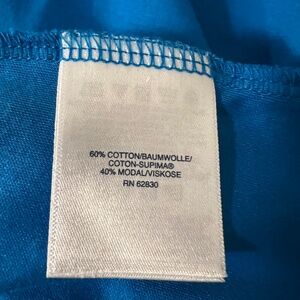 60% COTTON/BAUMWOLLE/
COTON-SUPIMA®
40% MODAL/VISKOSE
RN 62830